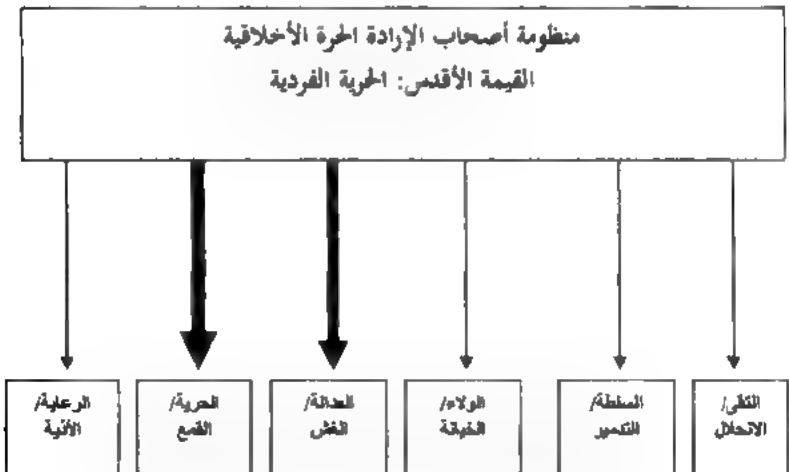 منظومة أصحاب الإرادة الحرة الأخلاقية
القيمة الأقدس: الحرية الفردية
التقى/
الانحلال
السلطة/
التدمير
الولاء/
الخيانة
العدالة/
الغش
الحرية/
القمع
الرعاية/
الأذية